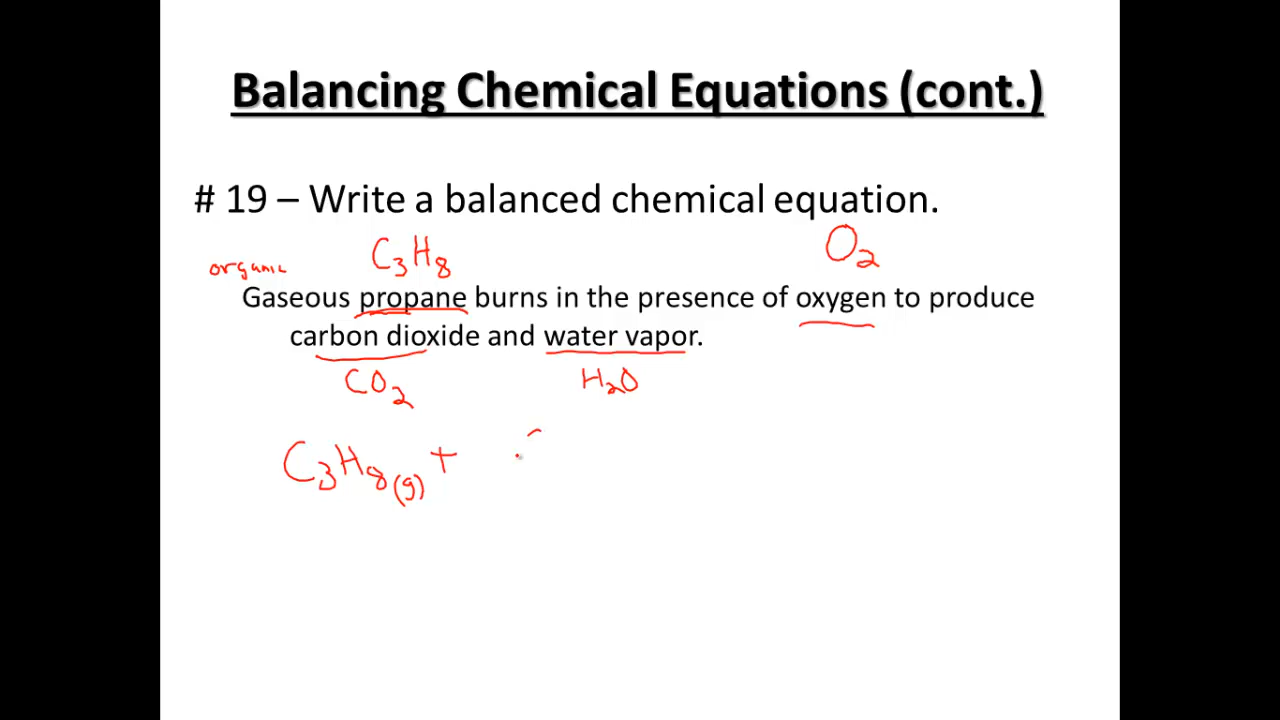 Balancing Chemical Equations (cont.)
# 19 – Write a balanced chemical equation.
organic C₃H₈ O₂
Gaseous propane burns in the presence of oxygen to produce
carbon dioxide and water vapor.
CO₂ H₂O
C₃H₈(g) +